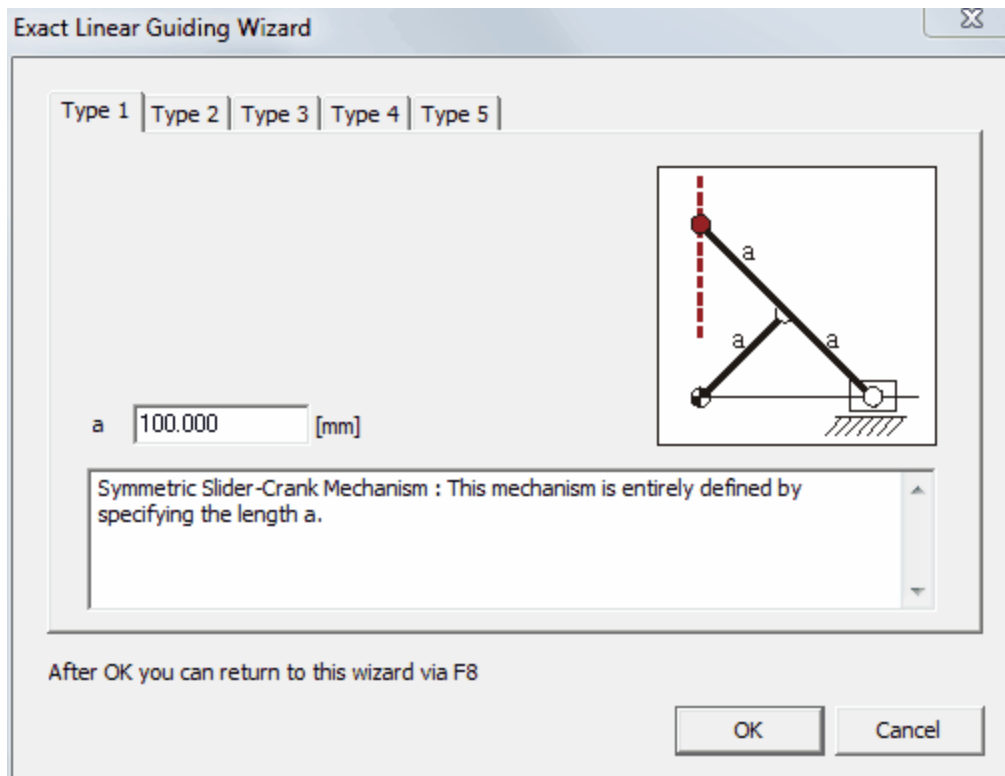 Exact Linear Guiding Wizard
Type 1 Type 2 Type 3 Type 4 Type 5
a
a a
a 100.000 [mm]
Symmetric Slider-Crank Mechanism : This mechanism is entirely defined by
specifying the length a.
After OK you can return to this wizard via F8
OK Cancel